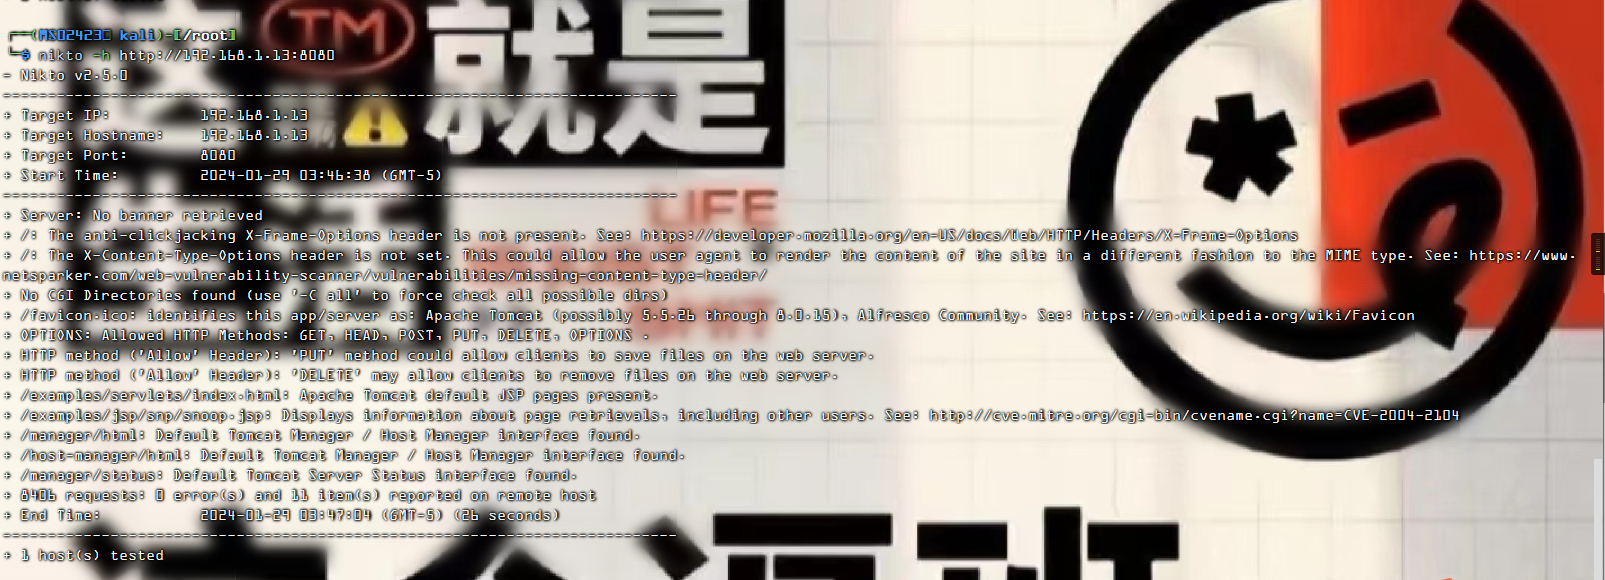 (MS02423 kali)-[/root]
$ nikto -h http://192.168.1.13:8080
- Nikto v2.5.0
---------------------------------------------------------------------------
+ Target IP:          192.168.1.13
+ Target Hostname:    192.168.1.13
+ Target Port:        8080
+ Start Time:         2024-01-29 03:46:38 (GMT-5)
---------------------------------------------------------------------------
+ Server: No banner retrieved
+ /: The anti-clickjacking X-Frame-Options header is not present. See: https://developer.mozilla.org/en-US/docs/Web/HTTP/Headers/X-Frame-Options
+ /: The X-Content-Type-Options header is not set. This could allow the user agent to render the content of the site in a different fashion to the MIME type. See: https://www.
netsparker.com/web-vulnerability-scanner/vulnerabilities/missing-content-type-header/
+ No CGI Directories found (use '-C all' to force check all possible dirs)
+ /favicon.ico: identifies this app/server as: Apache Tomcat (possibly 5.5.26 through 8.0.15), Alfresco Community. See: https://en.wikipedia.org/wiki/Favicon
+ OPTIONS: Allowed HTTP Methods: GET, HEAD, POST, PUT, DELETE, OPTIONS .
+ HTTP method ('Allow' Header): 'PUT' method could allow clients to save files on the web server.
+ HTTP method ('Allow' Header): 'DELETE' may allow clients to remove files on the web server.
+ /examples/servlets/index.html: Apache Tomcat default JSP pages present.
+ /examples/jsp/snp/snoop.jsp: Displays information about page retrievals, including other users. See: http://cve.mitre.org/cgi-bin/cvename.cgi?name=CVE-2004-2104
+ /manager/html: Default Tomcat Manager / Host Manager interface found.
+ /host-manager/html: Default Tomcat Manager / Host Manager interface found.
+ /manager/status: Default Tomcat Server Status interface found.
+ 8406 requests: 0 error(s) and 11 item(s) reported on remote host
+ End Time:           2024-01-29 03:47:04 (GMT-5) (26 seconds)
---------------------------------------------------------------------------
+ 1 host(s) tested
TM
就是
LIFE